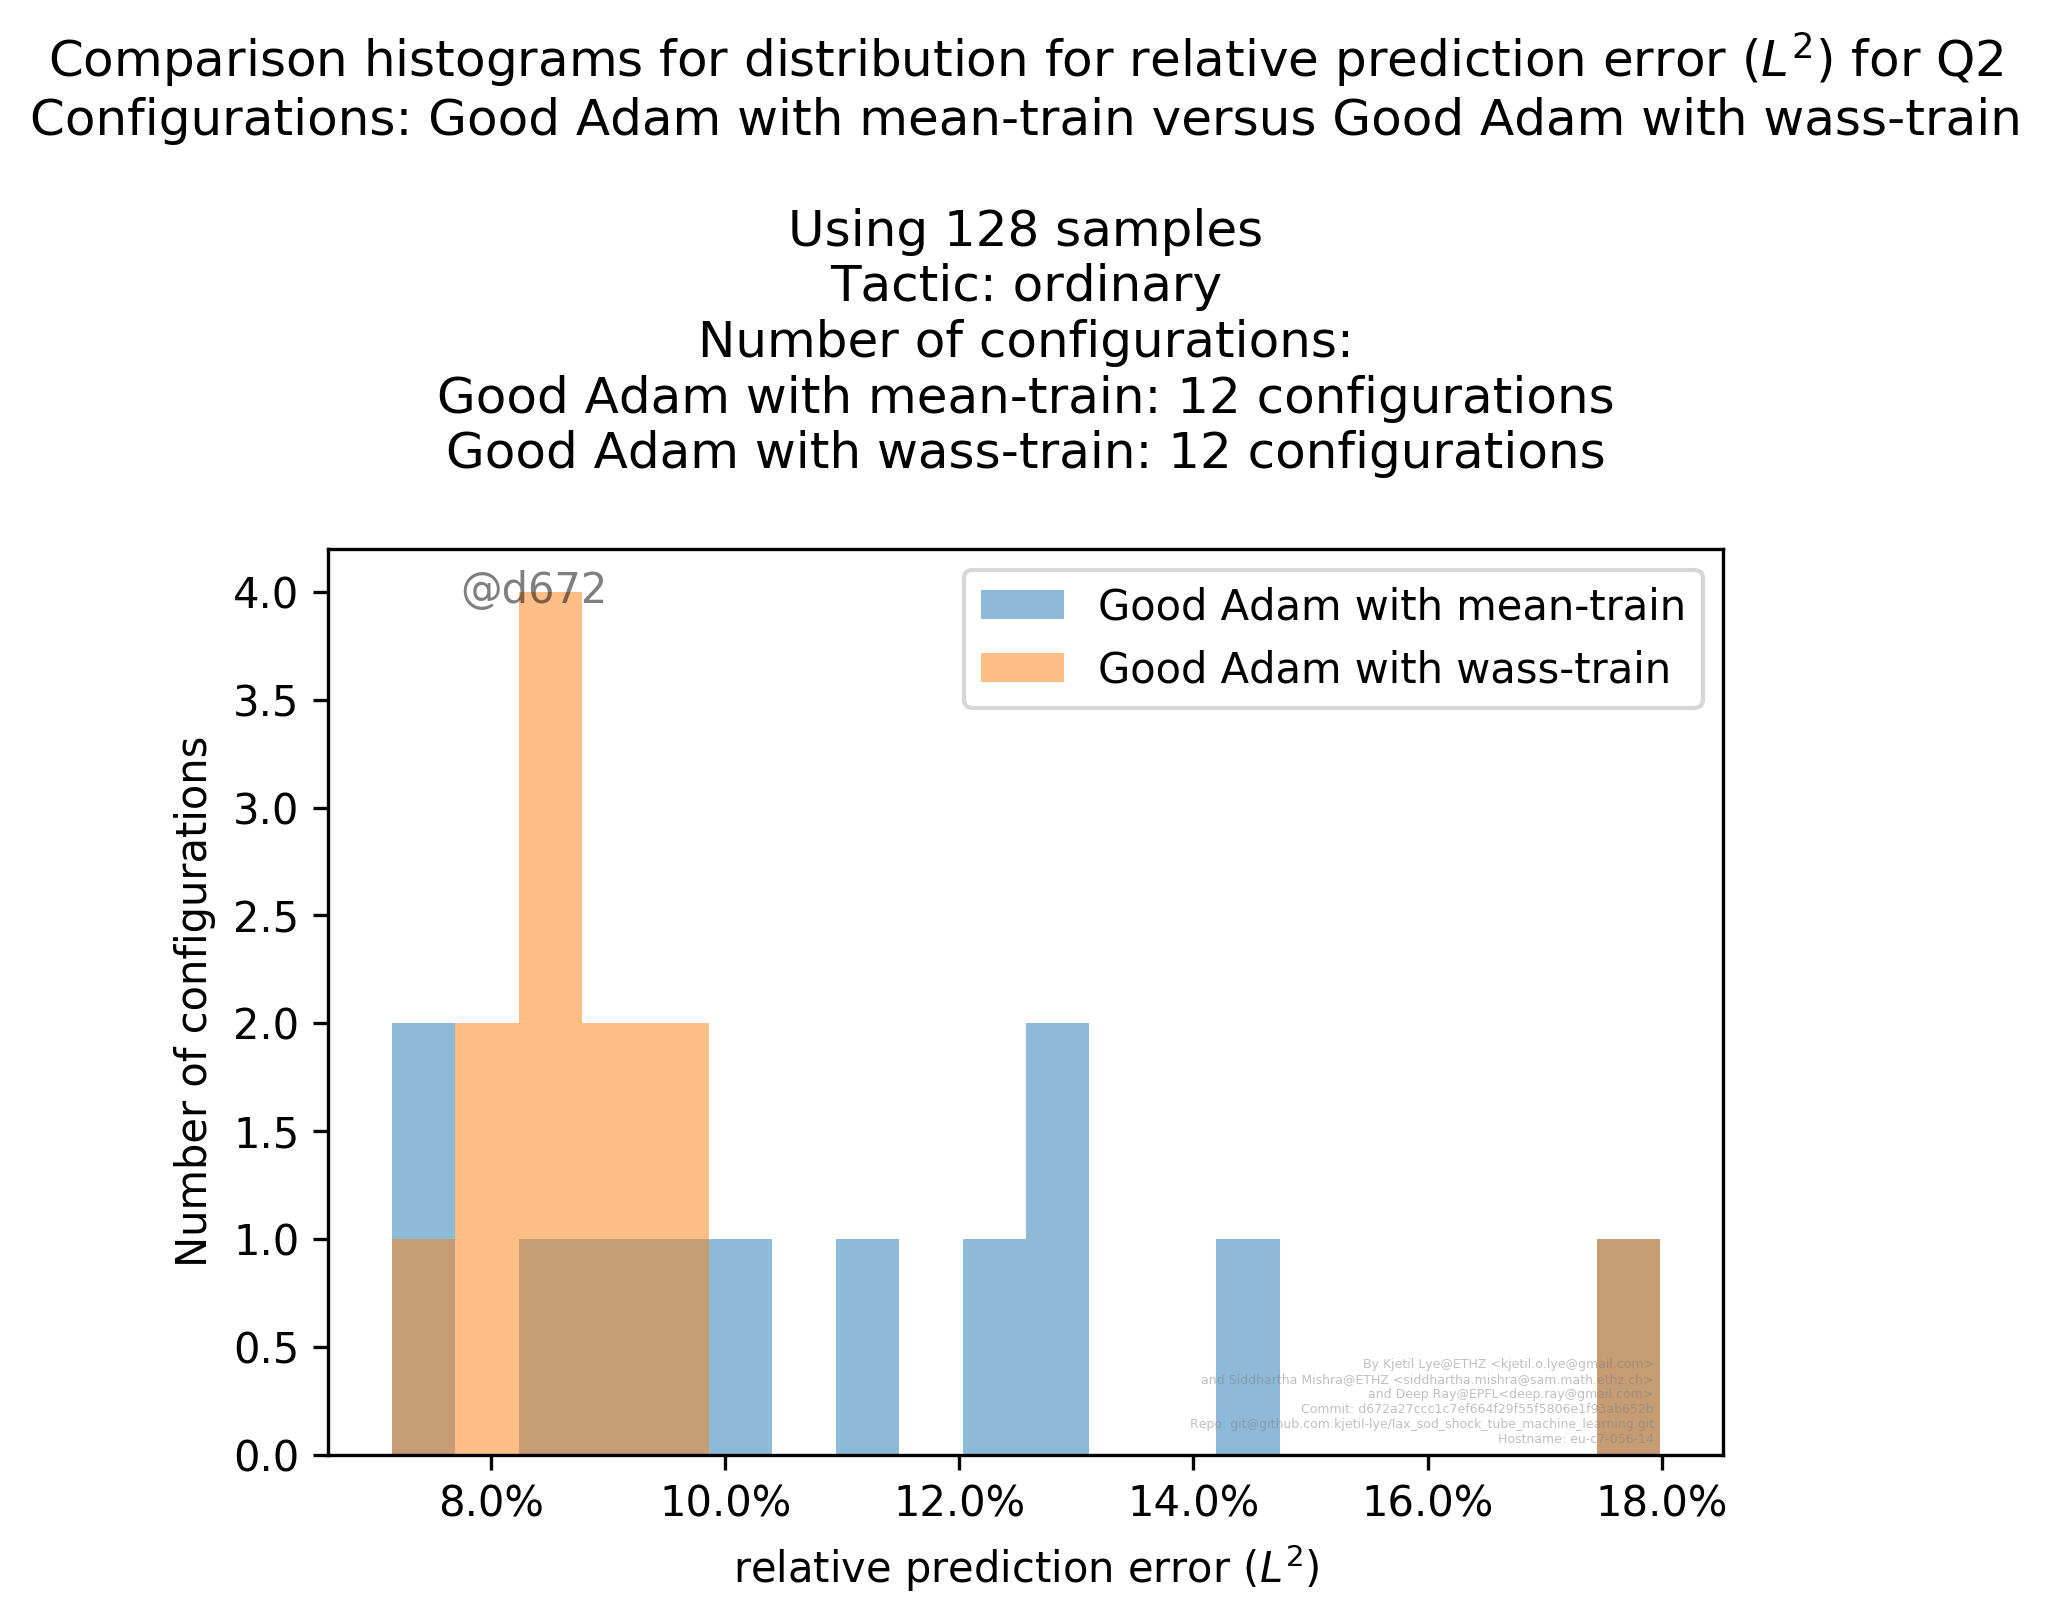 Comparison histograms for distribution for relative prediction error (L²) for Q2
Configurations: Good Adam with mean-train versus Good Adam with wass-train
Using 128 samples
Tactic: ordinary
Number of configurations:
Good Adam with mean-train: 12 configurations
Good Adam with wass-train: 12 configurations
@d672
Good Adam with mean-train
Good Adam with wass-train
Number of configurations
4.0
3.5
3.0
2.5
2.0
1.5
1.0
0.5
0.0
By Kjetil Lye@ETHZ <kjetil.o.lye@gmail.com>
and Siddhartha Mishra@ETHZ <siddhartha.mishra@sam.math.ethz.ch>
and Deep Ray@EPFL<deep.ray@gmail.com>
Commit: d672a27ccc1c7ef664f29f55f5806e1f93ab652b
Repo: git@github.com:kjetil-lye/lax_sod_shock_tube_machine_learning.git
Hostname: eu-c7-056-14
8.0% 10.0% 12.0% 14.0% 16.0% 18.0%
relative prediction error (L²)